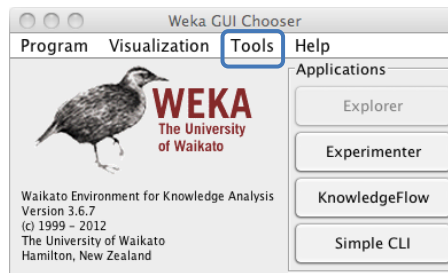 Weka GUI Chooser
Program Visualization Tools Help
Applications
WEKA
The University
of Waikato
Explorer
Experimenter
KnowledgeFlow
Simple CLI
Waikato Environment for Knowledge Analysis
Version 3.6.7
(c) 1999 – 2012
The University of Waikato
Hamilton, New Zealand